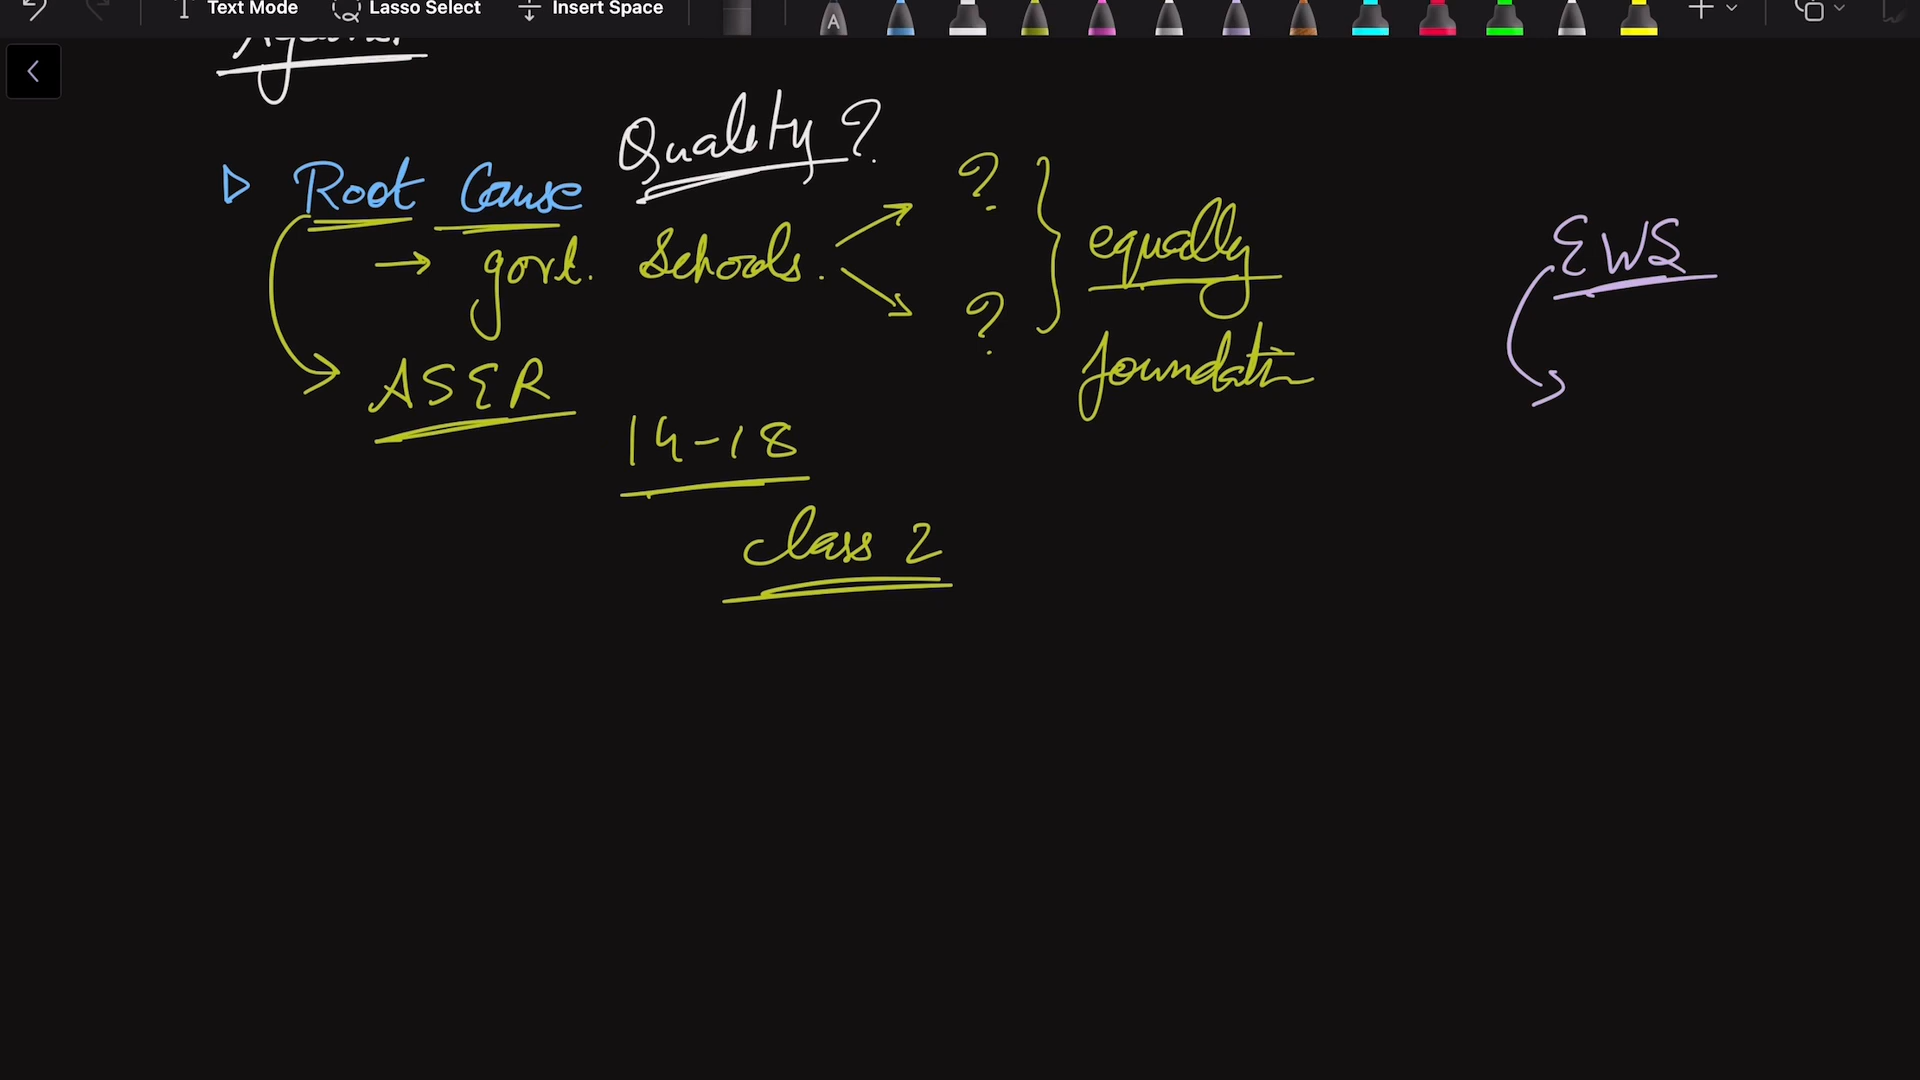 Text Mode Lasso Select Insert Space
A
Against
Quality ?
▷ Root Cause
→ govt. Schools. ? ? } equally foundation
EWS
ASER
14-18
Class 2